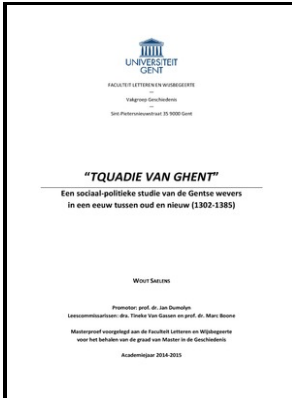 UNIVERSITEIT
GENT
FACULTEIT LETTEREN EN WIJSBEGEERTE
—
Vakgroep Geschiedenis
—
Sint-Pietersnieuwstraat 35 9000 Gent
"TQUADIE VAN GHENT"
Een sociaal-politieke studie van de Gentse wevers
in een eeuw tussen oud en nieuw (1302-1385)
WOUT SAELENS
Promotor: prof. dr. Jan Dumolyn
Leescommissarissen: dra. Tineke Van Gassen en prof. dr. Marc Boone
Masterproef voorgelegd aan de Faculteit Letteren en Wijsbegeerte
voor het behalen van de graad van Master in de Geschiedenis
Academiejaar 2014-2015